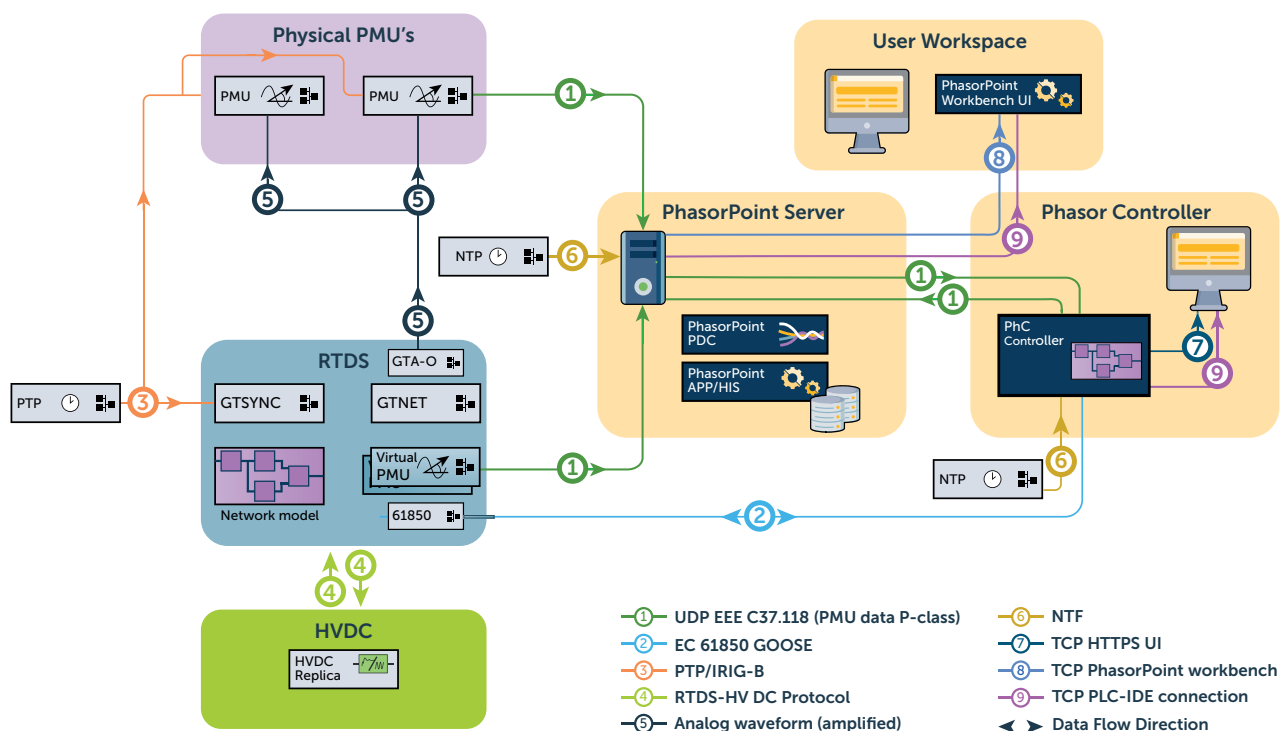 Physical PMU's
PMU
PMU
1
User Workspace
PhasorPoint
Workbench UI
8
5
5
9
PhasorPoint Server
NTP
6
1
1
PhasorPoint
PDC
PhasorPoint
APP/HIS
Phasor Controller
PhC
Controller
7
9
5
RTDS
GTA-O
PTP
3
GTSYNC
GTNET
Virtual
PMU
1
Network model
61850
2
NTP
6
4
4
HVDC
HVDC
Replica
1 UDP EEE C37.118 (PMU data P-class)
2 EC 61850 GOOSE
3 PTP/IRIG-B
4 RTDS-HV DC Protocol
5 Analog waveform (amplified)
6 NTF
7 TCP HTTPS UI
8 TCP PhasorPoint workbench
9 TCP PLC-IDE connection
Data Flow Direction